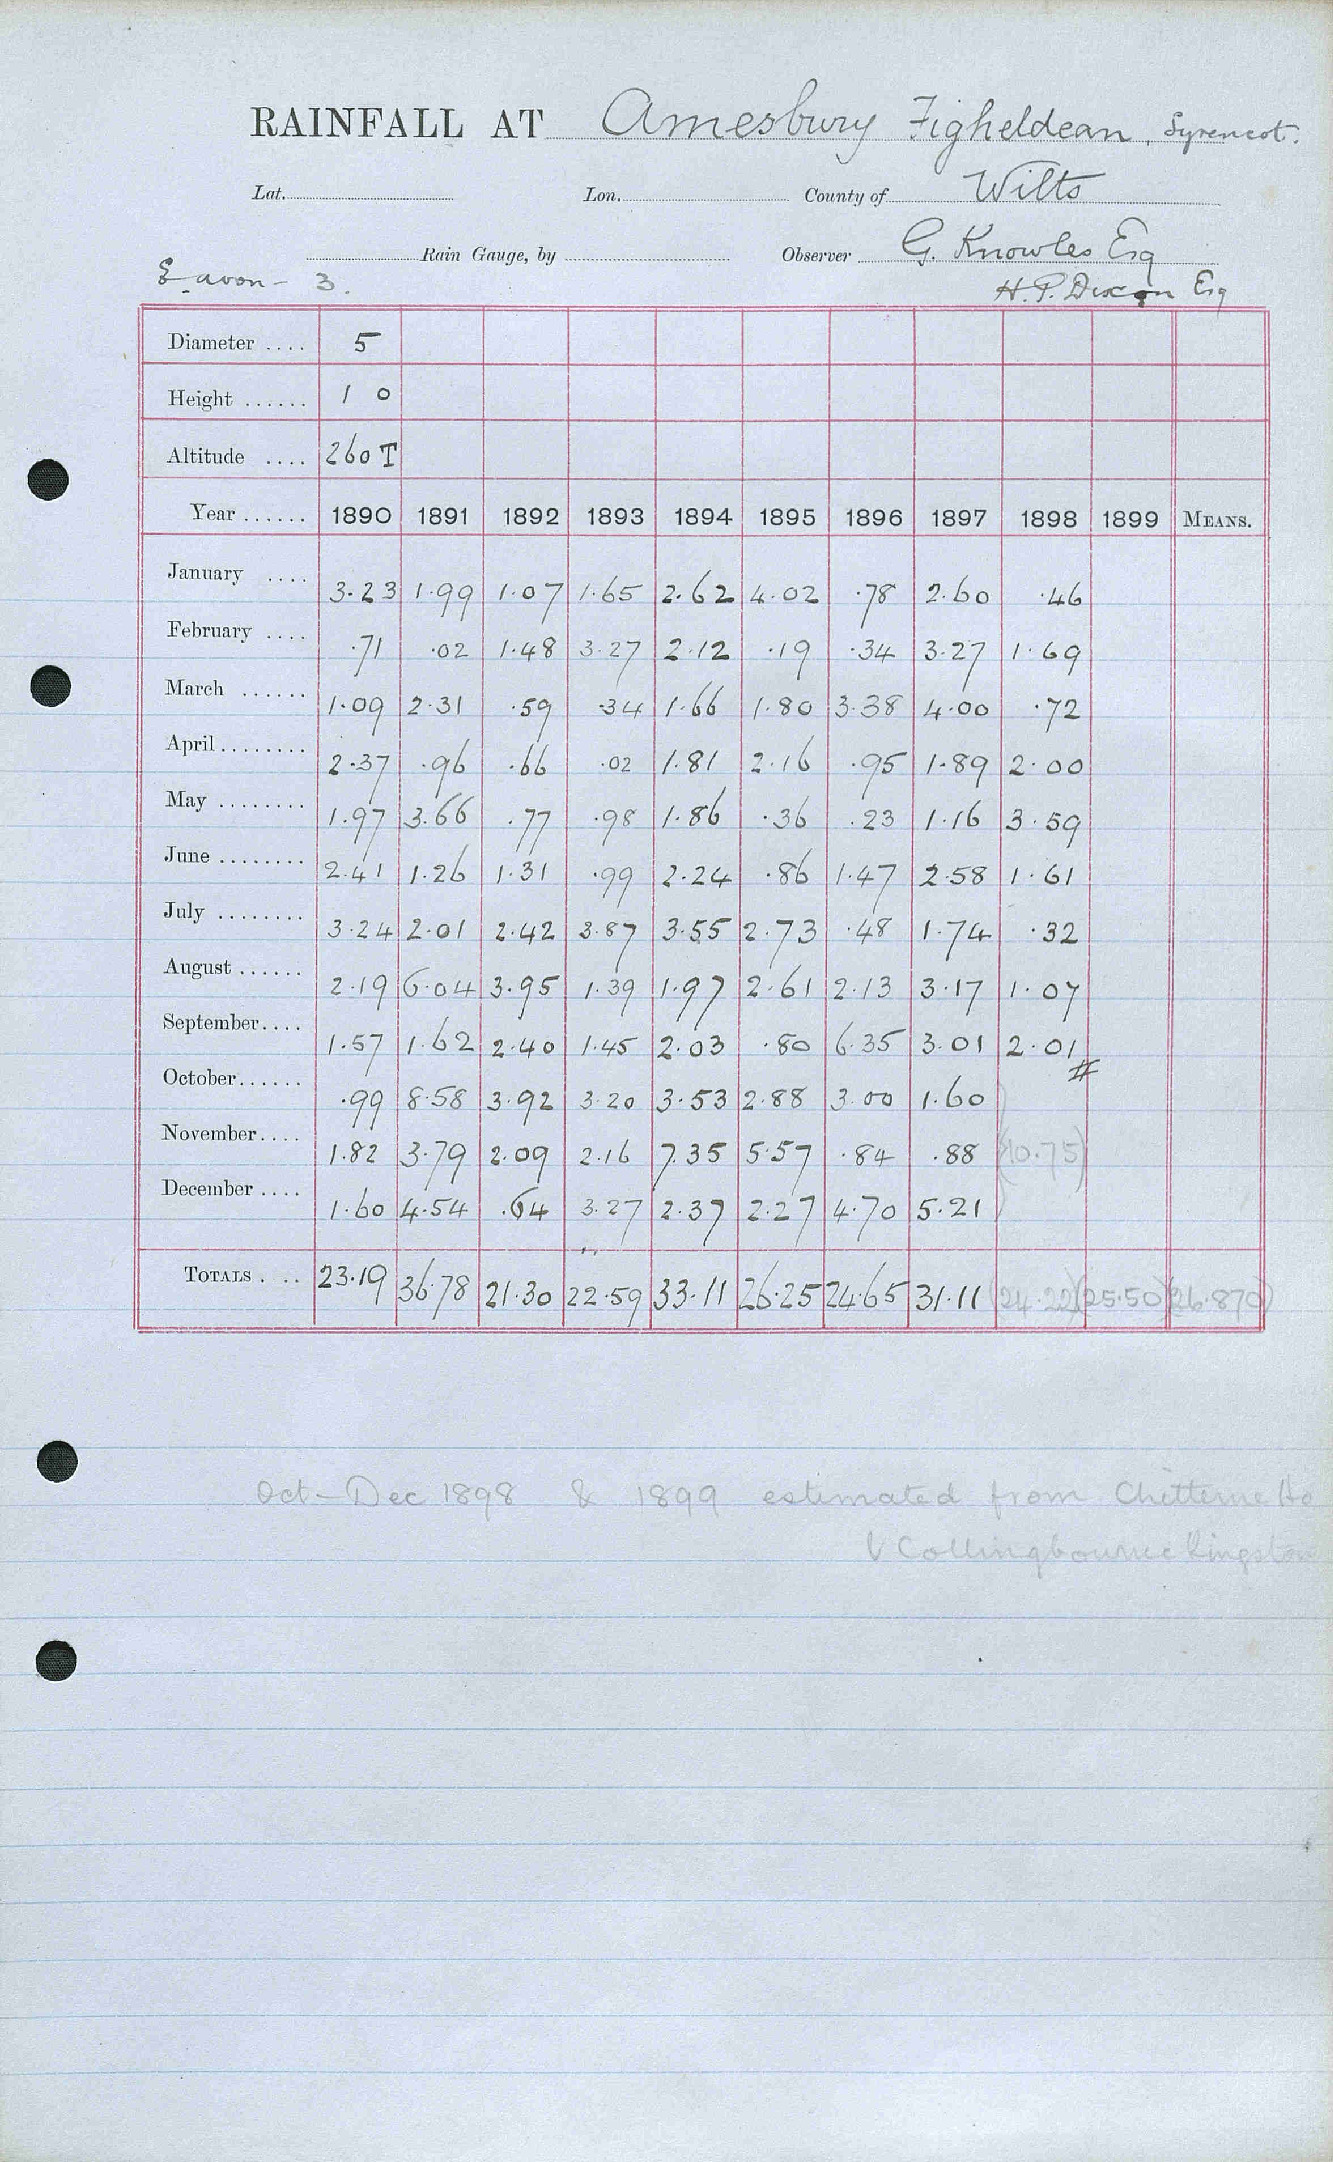 RAINFALL AT Amesbury Figheldean, Syrencot.
Lat. Lon. County of Wilts
Rain Gauge, by Observer G. Knowles Esq
E. avon - 3. H. P. Dixon Esq
Diameter .... 5
Height ...... 1 0
Altitude .... 260 T
Year ...... 1890 1891 1892 1893 1894 1895 1896 1897 1898 1899 MEANS.
January .... 3.23 1.99 1.07 1.65 2.62 4.02 .78 2.60 .46
February .... .71 .02 1.48 3.27 2.12 .19 .34 3.27 1.69
March ...... 1.09 2.31 .59 .34 1.66 1.80 3.38 4.00 .72
April ........ 2.37 .96 .66 .02 1.81 2.16 .95 1.89 2.00
May ........ 1.97 3.66 .77 .98 1.86 .36 .23 1.16 3.59
June ........ 2.41 1.26 1.31 .99 2.24 .86 1.47 2.58 1.61
July ........ 3.24 2.01 2.42 3.87 3.55 2.73 .48 1.74 .32
August ...... 2.19 6.04 3.95 1.39 1.97 2.61 2.13 3.17 1.07
September.... 1.57 1.62 2.40 1.45 2.03 .80 6.35 3.01 2.01 #
October...... .99 8.58 3.92 3.20 3.53 2.88 3.00 1.60
November.... 1.82 3.79 2.09 2.16 7.35 5.57 .84 .88 (10.75)
December .... 1.60 4.54 .64 3.27 2.37 2.27 4.70 5.21
TOTALS . .. 23.19 36.78 21.30 22.59 33.11 26.25 24.65 31.11 (24.22) (25.50) (26.870)
Oct - Dec 1898 & 1899 estimated from Chitterne Ho
& Collingbourne Kingston